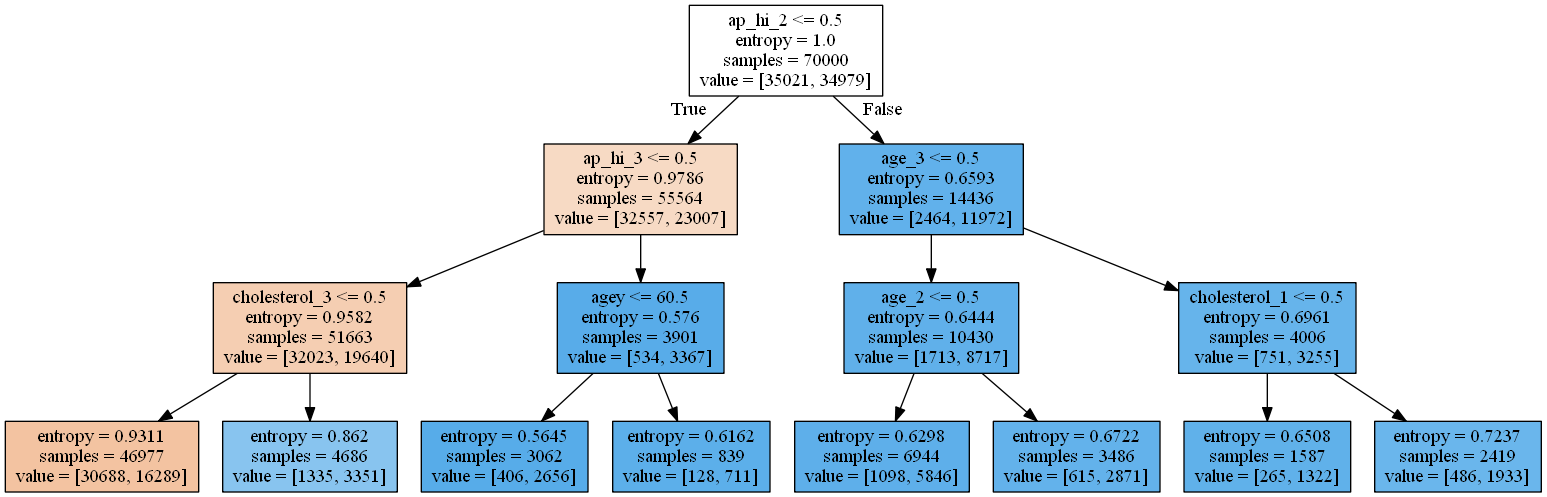 ap_hi_2 <= 0.5
entropy = 1.0
samples = 70000
value = [35021, 34979]
True
False
ap_hi_3 <= 0.5
entropy = 0.9786
samples = 55564
value = [32557, 23007]
age_3 <= 0.5
entropy = 0.6593
samples = 14436
value = [2464, 11972]
cholesterol_3 <= 0.5
entropy = 0.9582
samples = 51663
value = [32023, 19640]
agey <= 60.5
entropy = 0.576
samples = 3901
value = [534, 3367]
age_2 <= 0.5
entropy = 0.6444
samples = 10430
value = [1713, 8717]
cholesterol_1 <= 0.5
entropy = 0.6961
samples = 4006
value = [751, 3255]
entropy = 0.9311
samples = 46977
value = [30688, 16289]
entropy = 0.862
samples = 4686
value = [1335, 3351]
entropy = 0.5645
samples = 3062
value = [406, 2656]
entropy = 0.6162
samples = 839
value = [128, 711]
entropy = 0.6298
samples = 6944
value = [1098, 5846]
entropy = 0.6722
samples = 3486
value = [615, 2871]
entropy = 0.6508
samples = 1587
value = [265, 1322]
entropy = 0.7237
samples = 2419
value = [486, 1933]